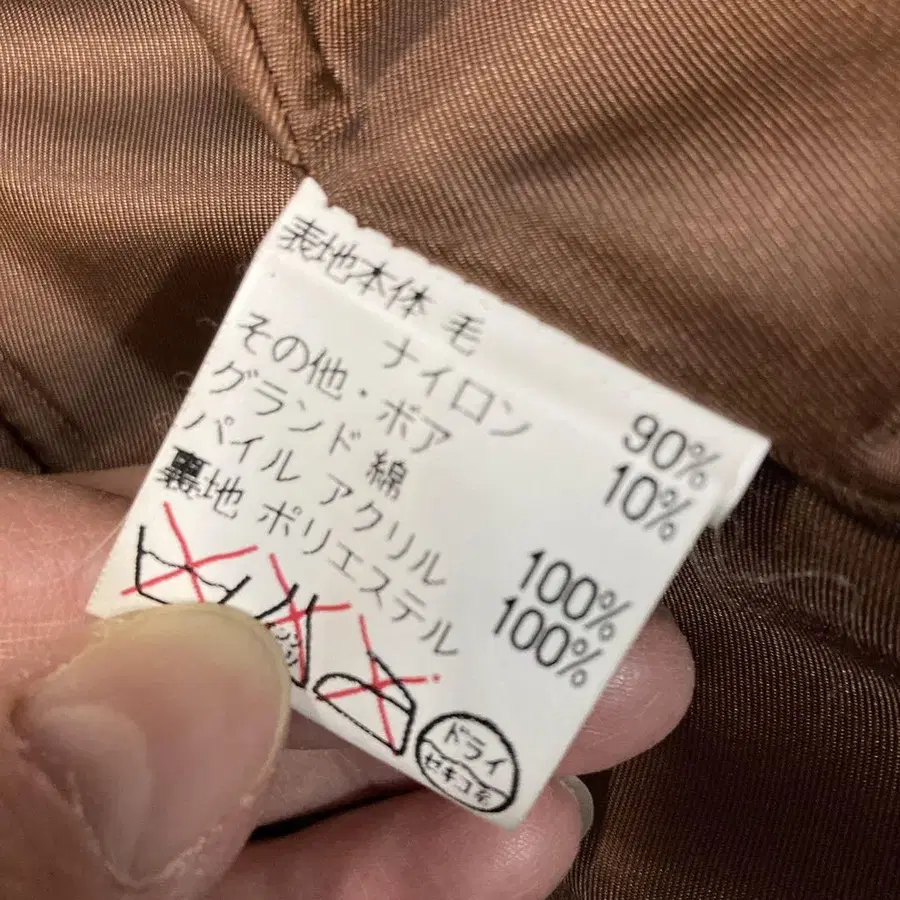 表地本体 毛 90%
ナイロン 10%
その他・ボア
グランド 綿
パイル アクリル 100%
裏地 ポリエステル 100%
ドライ
セキユ系